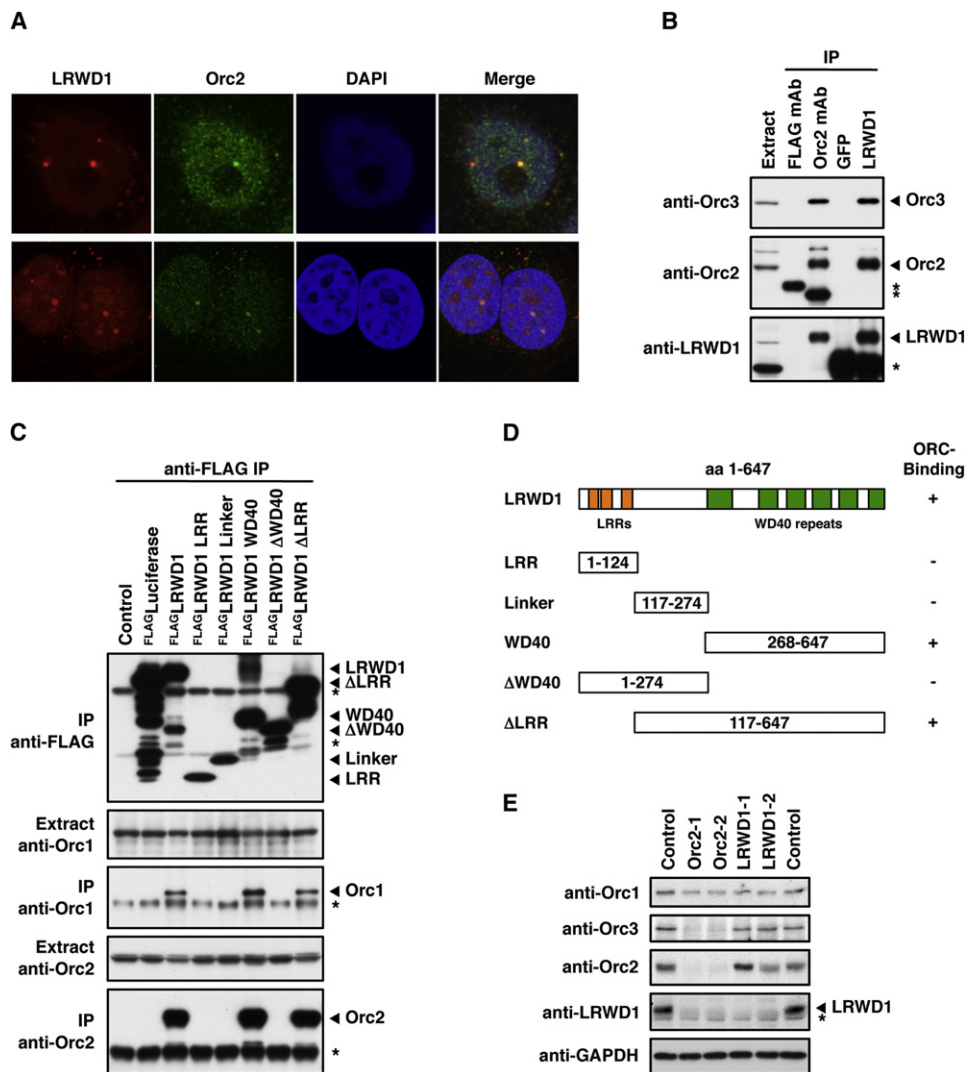 A
LRWD1 Orc2 DAPI Merge
B
IP
Extract
FLAG mAb
Orc2 mAb
GFP
LRWD1
anti-Orc3
Orc3
anti-Orc2
Orc2
*
*
anti-LRWD1
LRWD1
*
C
anti-FLAG IP
Control
FLAGLuciferase
FLAGLRWD1
FLAGLRWD1 LRR
FLAGLRWD1 Linker
FLAGLRWD1 WD40
FLAGLRWD1 ΔWD40
FLAGLRWD1 ΔLRR
IP
anti-FLAG
LRWD1
ΔLRR
*
WD40
ΔWD40
*
Linker
LRR
Extract
anti-Orc1
IP
anti-Orc1
Orc1
*
Extract
anti-Orc2
IP
anti-Orc2
Orc2
*
D
aa 1-647
ORC-
Binding
LRWD1
+
LRRs
WD40 repeats
LRR 1-124 -
Linker 117-274 -
WD40 268-647 +
ΔWD40 1-274 -
ΔLRR 117-647 +
E
Control
Orc2-1
Orc2-2
LRWD1-1
LRWD1-2
Control
anti-Orc1
anti-Orc3
anti-Orc2
anti-LRWD1
LRWD1
*
anti-GAPDH